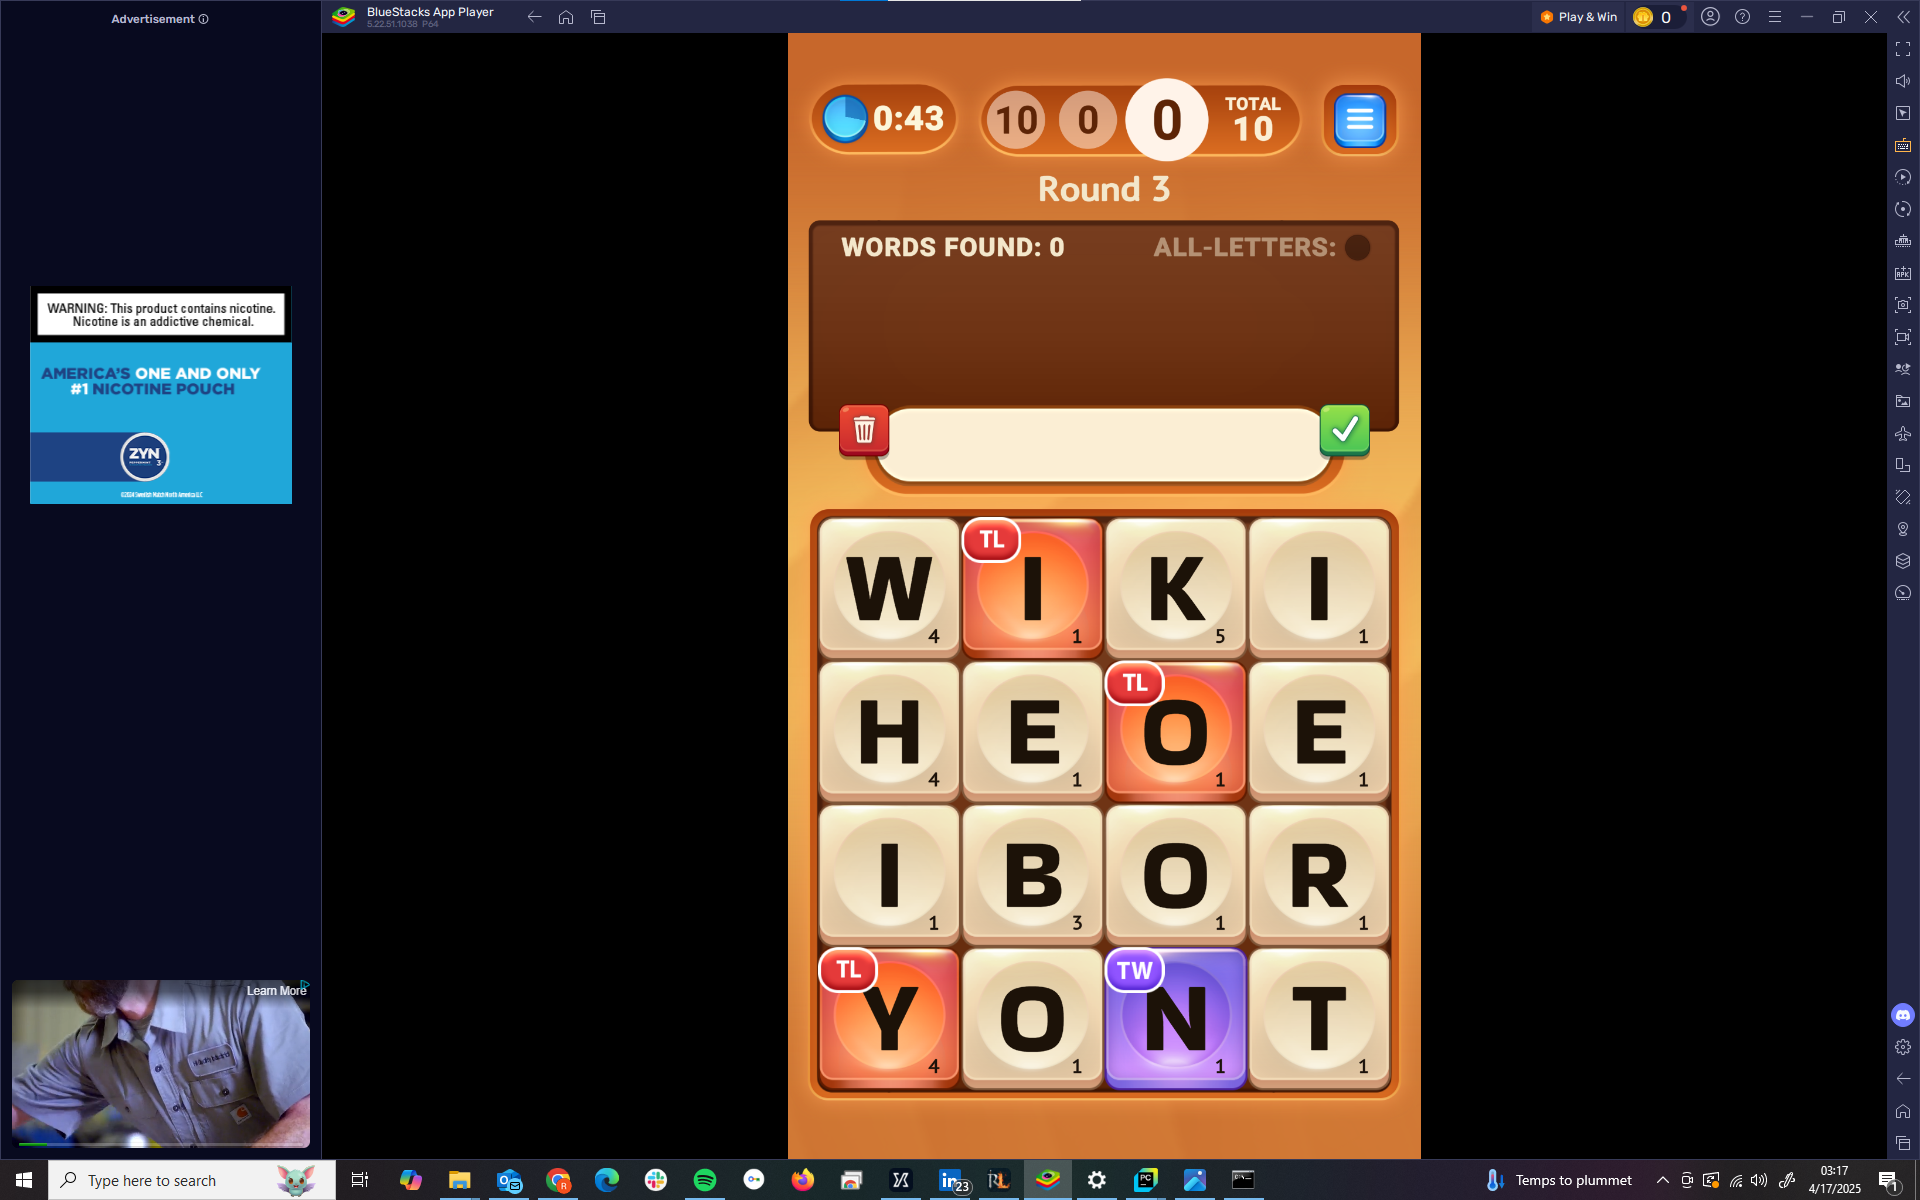 Advertisement
BlueStacks App Player
5.22.51.1038 P64
Play & Win
0
0:43
10
0
0
TOTAL
10
Round 3
WORDS FOUND: 0
ALL-LETTERS:
WARNING: This product contains nicotine.
Nicotine is an addictive chemical.
AMERICA'S ONE AND ONLY
#1 NICOTINE POUCH
ZYN
3
TL
W 4
I 1
K 5
I 1
TL
H 4
E 1
O 1
E 1
I 1
B 3
O 1
R 1
TL
TW
Y 4
O 1
N 1
T 1
Learn More
APK
Type here to search
23
PC
Temps to plummet
03:17
4/17/2025
1